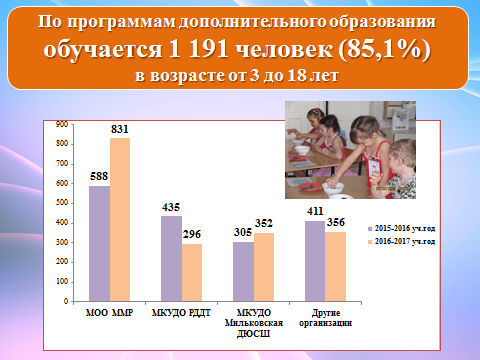 По программам дополнительного образования
обучается 1 191 человек (85,1%)
в возрасте от 3 до 18 лет
900
800
700
600
500
400
300
200
100
0
588
831
435
296
305
352
411
356
МОО ММР
МКУДО РДДТ
МКУДО
Мильковская
ДЮСШ
Другие
организации
2015-2016 уч.год
2016-2017 уч.год